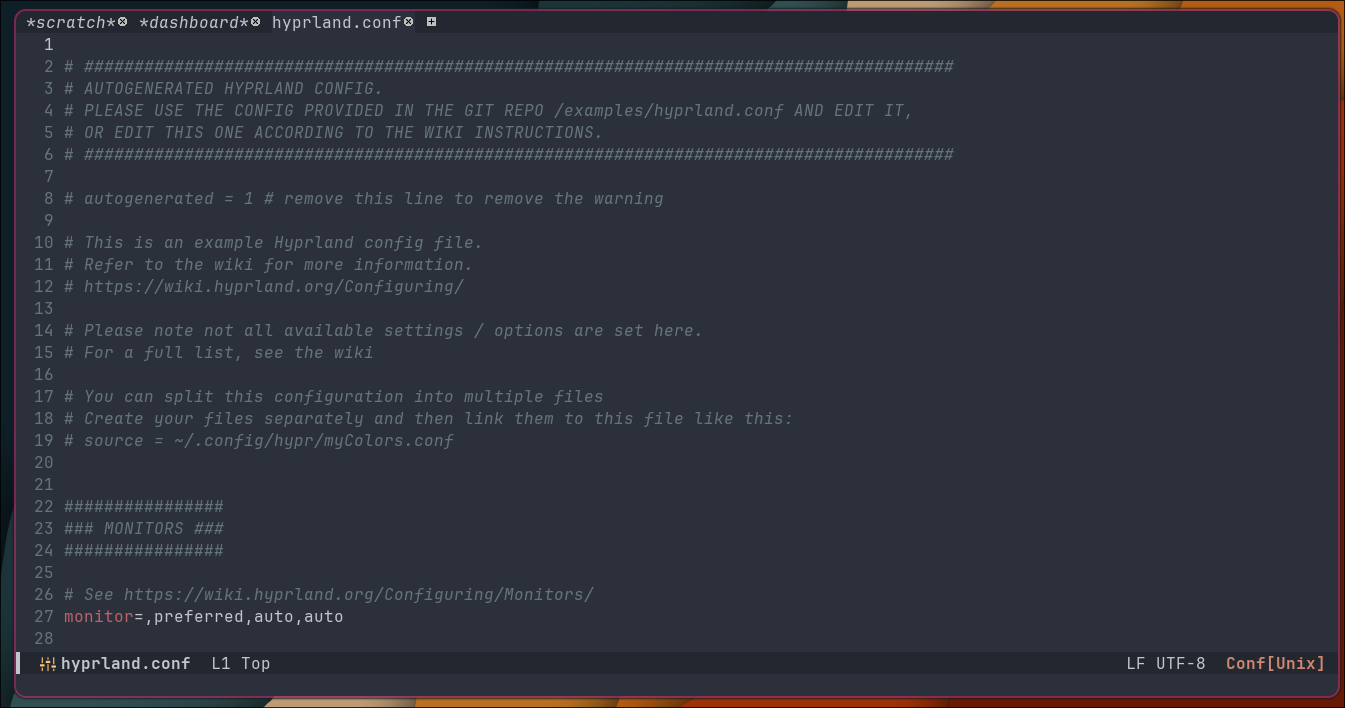 *scratch* *dashboard* hyprland.conf
1
2 # #######################################################################################
3 # AUTOGENERATED HYPRLAND CONFIG.
4 # PLEASE USE THE CONFIG PROVIDED IN THE GIT REPO /examples/hyprland.conf AND EDIT IT,
5 # OR EDIT THIS ONE ACCORDING TO THE WIKI INSTRUCTIONS.
6 # #######################################################################################
7
8 # autogenerated = 1 # remove this line to remove the warning
9
10 # This is an example Hyprland config file.
11 # Refer to the wiki for more information.
12 # https://wiki.hyprland.org/Configuring/
13
14 # Please note not all available settings / options are set here.
15 # For a full list, see the wiki
16
17 # You can split this configuration into multiple files
18 # Create your files separately and then link them to this file like this:
19 # source = ~/.config/hypr/myColors.conf
20
21
22 ################
23 ### MONITORS ###
24 ################
25
26 # See https://wiki.hyprland.org/Configuring/Monitors/
27 monitor=,preferred,auto,auto
28
hyprland.conf L1 Top LF UTF-8 Conf[Unix]